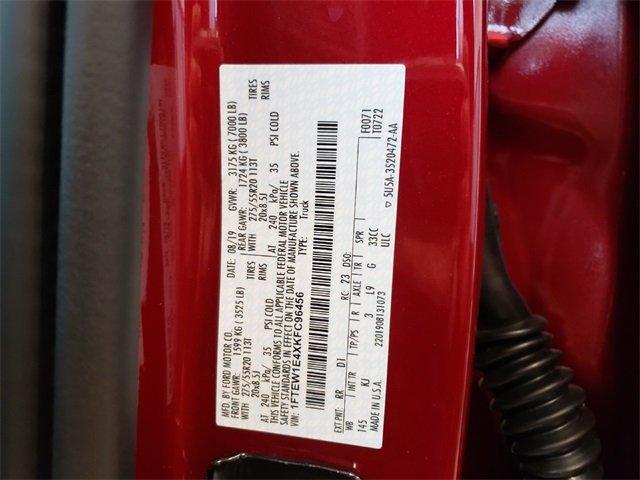 MFD. BY FORD MOTOR CO.
DATE: 08/19 GVWR: 3175 KG (7000 LB)
FRONT GAWR: 1599 KG (3525 LB) REAR GAWR: 1724 KG (3800 LB)
WITH 275/55R20 113T TIRES WITH 275/55R20 113T TIRES
20x8.5J RIMS 20x8.5J RIMS
AT 240 kPa/ 35 PSI COLD AT 240 kPa/ 35 PSI COLD
THIS VEHICLE CONFORMS TO ALL APPLICABLE FEDERAL MOTOR VEHICLE
SAFETY STANDARDS IN EFFECT ON THE DATE OF MANUFACTURE SHOWN ABOVE.
VIN: 1FTEW1E4XKFC96456 TYPE: Truck
EXT PNT: RR D1 RC: 23 DSO: F0071
WB INT TR TP/PS R AXLE TR SPR T0722
145 KJ 3 L9 G 33CC
ULC 5U5A-3520472-AA
MADE IN U.S.A. 2201908131073